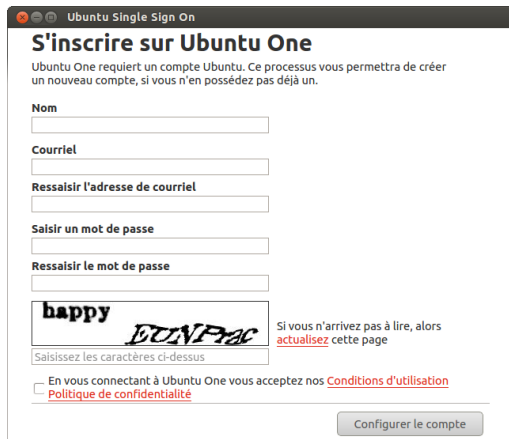 Ubuntu Single Sign On
S'inscrire sur Ubuntu One
Ubuntu One requiert un compte Ubuntu. Ce processus vous permettra de créer
un nouveau compte, si vous n'en possédez pas déjà un.
Nom
Courriel
Ressaisir l'adresse de courriel
Saisir un mot de passe
Ressaisir le mot de passe
happy
Si vous n'arrivez pas à lire, alors
actualisez cette page
Saisissez les caractères ci-dessus
En vous connectant à Ubuntu One vous acceptez nos Conditions d'utilisation
Politique de confidentialité
Configurer le compte